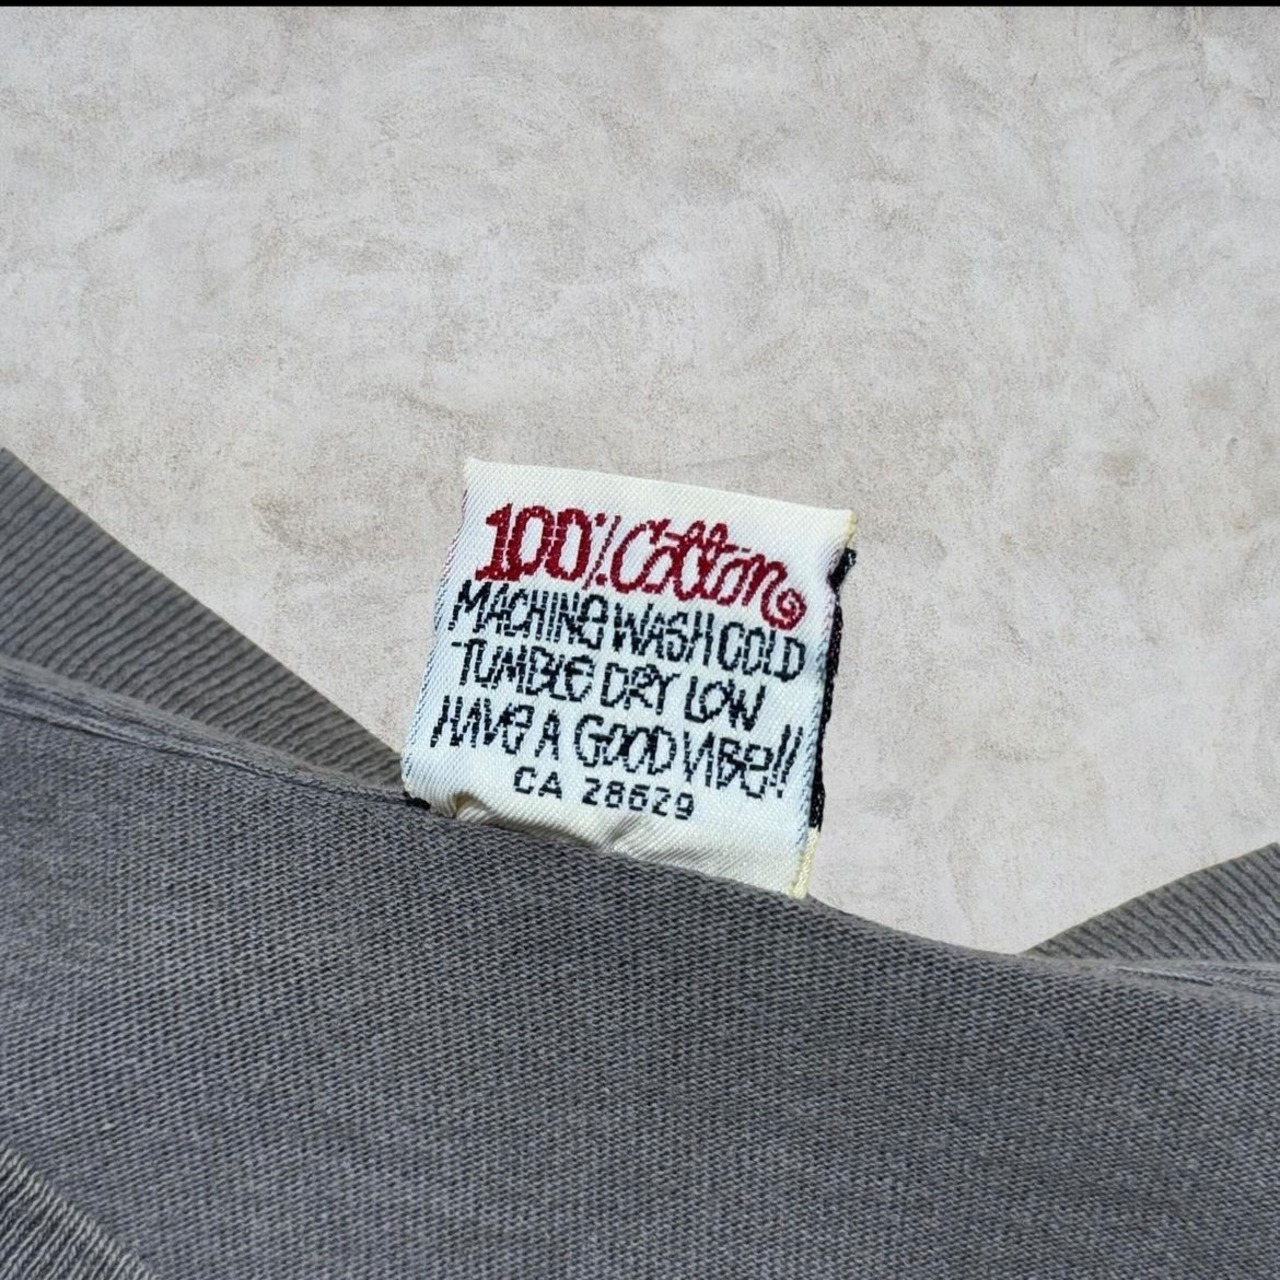 100% Cotton
MACHINE WASH COLD
TUMBLE DRY LOW
HAVE A GOOD VIBE!!
CA 28629